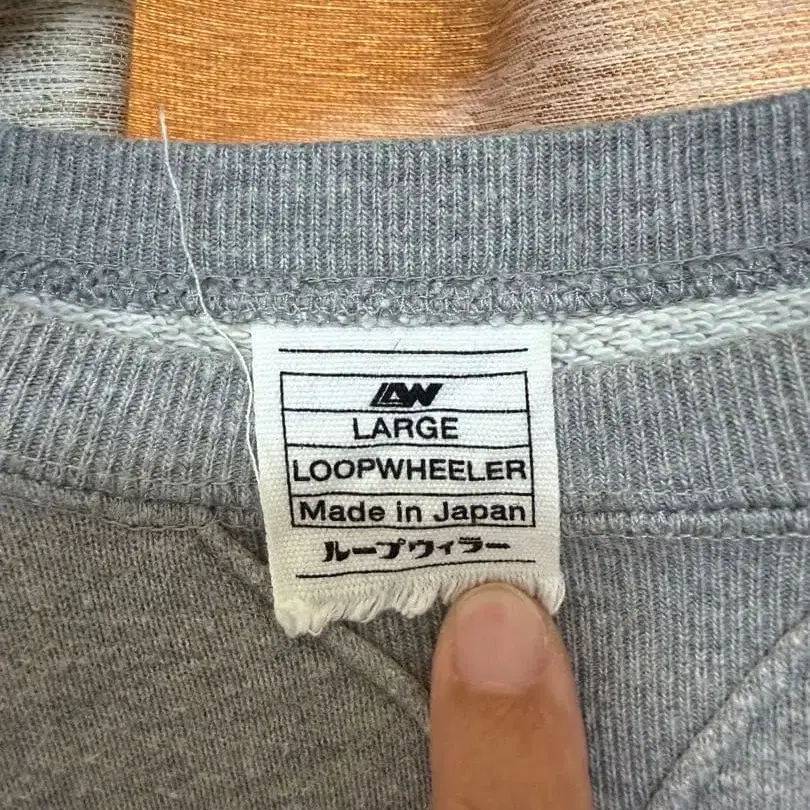 LW
LARGE
LOOPWHEELER
Made in Japan
ループウィラー